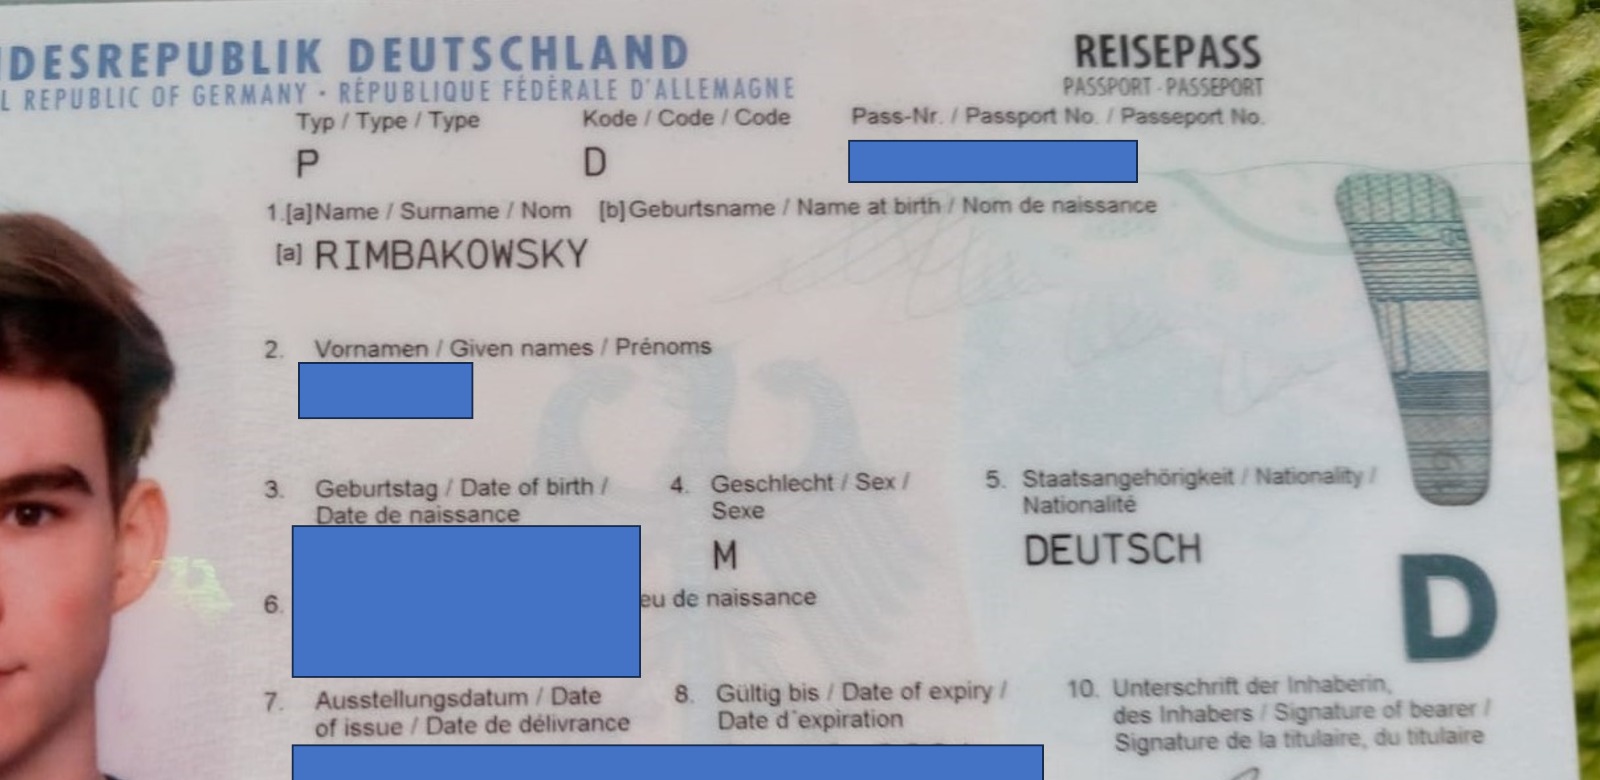 DESREPUBLIK DEUTSCHLAND
L REPUBLIC OF GERMANY · RÉPUBLIQUE FÉDÉRALE D'ALLEMAGNE
REISEPASS
PASSPORT · PASSEPORT
Typ / Type / Type Kode / Code / Code Pass-Nr. / Passport No. / Passeport No.
P D
1.[a]Name / Surname / Nom [b]Geburtsname / Name at birth / Nom de naissance
[a] RIMBAKOWSKY
2. Vornamen / Given names / Prénoms
3. Geburtstag / Date of birth / 4. Geschlecht / Sex / 5. Staatsangehörigkeit / Nationality /
Date de naissance Sexe Nationalité
M DEUTSCH
D
6. eu de naissance
7. Ausstellungsdatum / Date 8. Gültig bis / Date of expiry / 10. Unterschrift der Inhaberin,
of issue / Date de délivrance Date d'expiration des Inhabers / Signature of bearer /
Signature de la titulaire, du titulaire